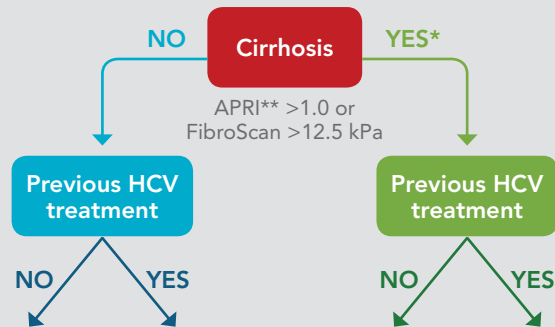 NO
Cirrhosis
YES*
APRI** >1.0 or
FibroScan >12.5 kPa
Previous HCV
treatment
Previous HCV
treatment
NO
YES
NO
YES